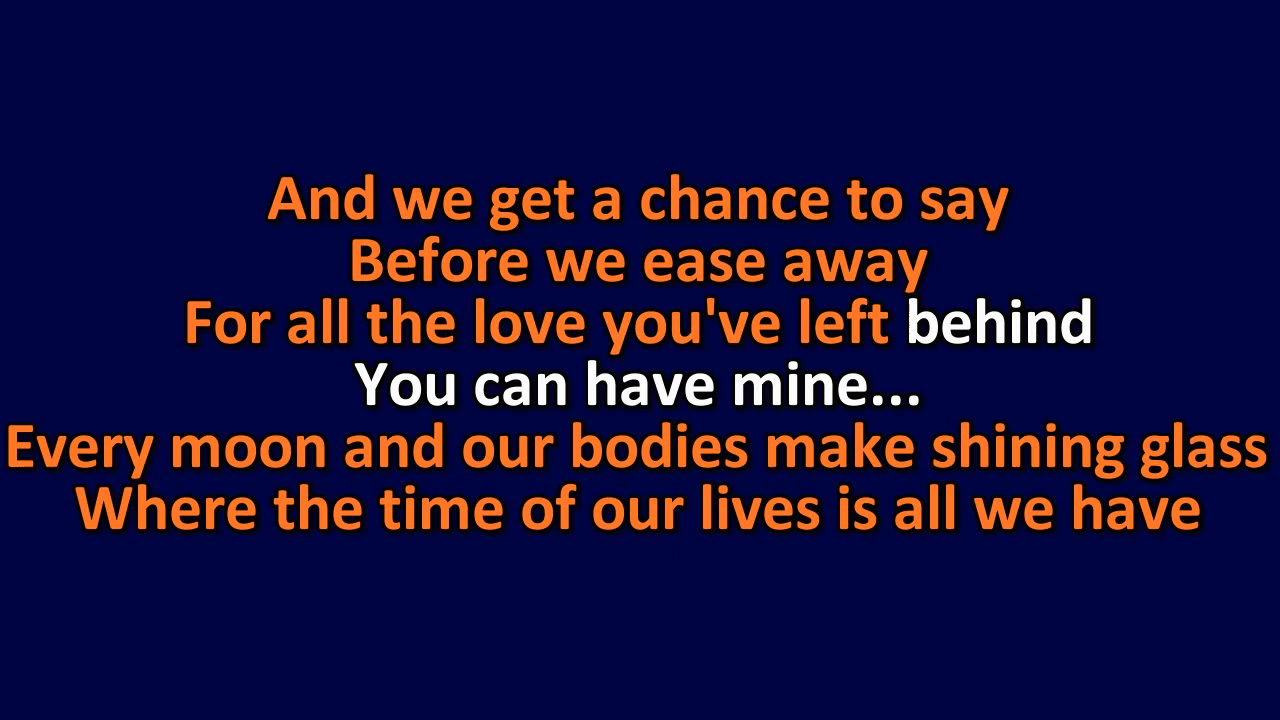 And we get a chance to say
Before we ease away
For all the love you've left behind
You can have mine...
Every moon and our bodies make shining glass
Where the time of our lives is all we have